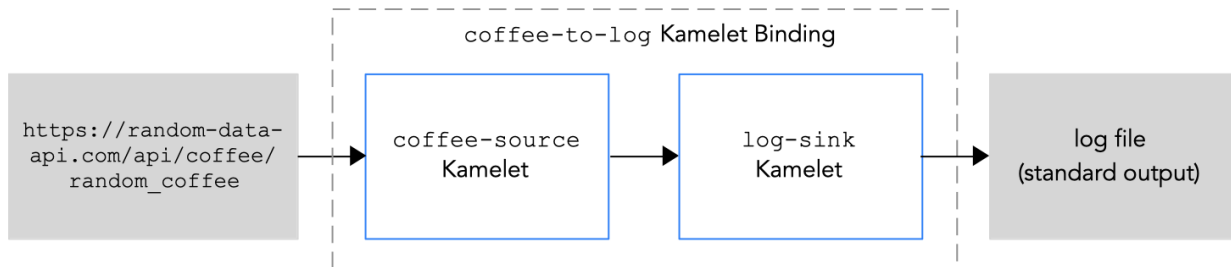 coffee-to-log Kamelet Binding
https://random-data-
api.com/api/coffee/
random_coffee
coffee-source
Kamelet
log-sink
Kamelet
log file
(standard output)